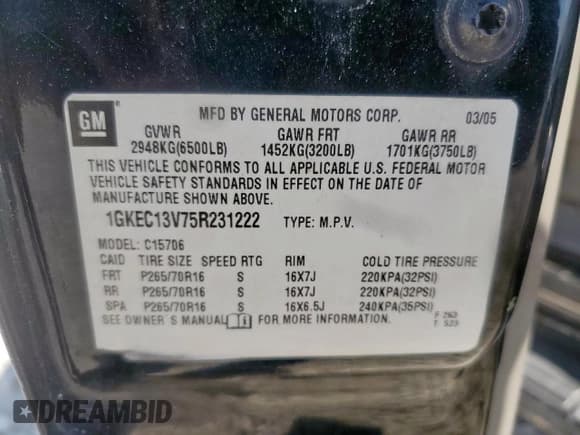 GM
MFD BY GENERAL MOTORS CORP. 03/05
GVWR GAWR FRT GAWR RR
2948KG(6500LB) 1452KG(3200LB) 1701KG(3750LB)
THIS VEHICLE CONFORMS TO ALL APPLICABLE U.S. FEDERAL MOTOR
VEHICLE SAFETY STANDARDS IN EFFECT ON THE DATE OF
MANUFACTURE SHOWN ABOVE.
1GKEC13V75R231222 TYPE: M.P.V.
MODEL: C15706
CAID TIRE SIZE SPEED RTG RIM COLD TIRE PRESSURE
FRT P265/70R16 S 16X7J 220KPA(32PSI)
RR P265/70R16 S 16X7J 220KPA(32PSI)
SPA P265/70R16 S 16X6.5J 240KPA(35PSI)
SEE OWNER'S MANUAL FOR MORE INFORMATION
F 263
T 523
DREAMBID